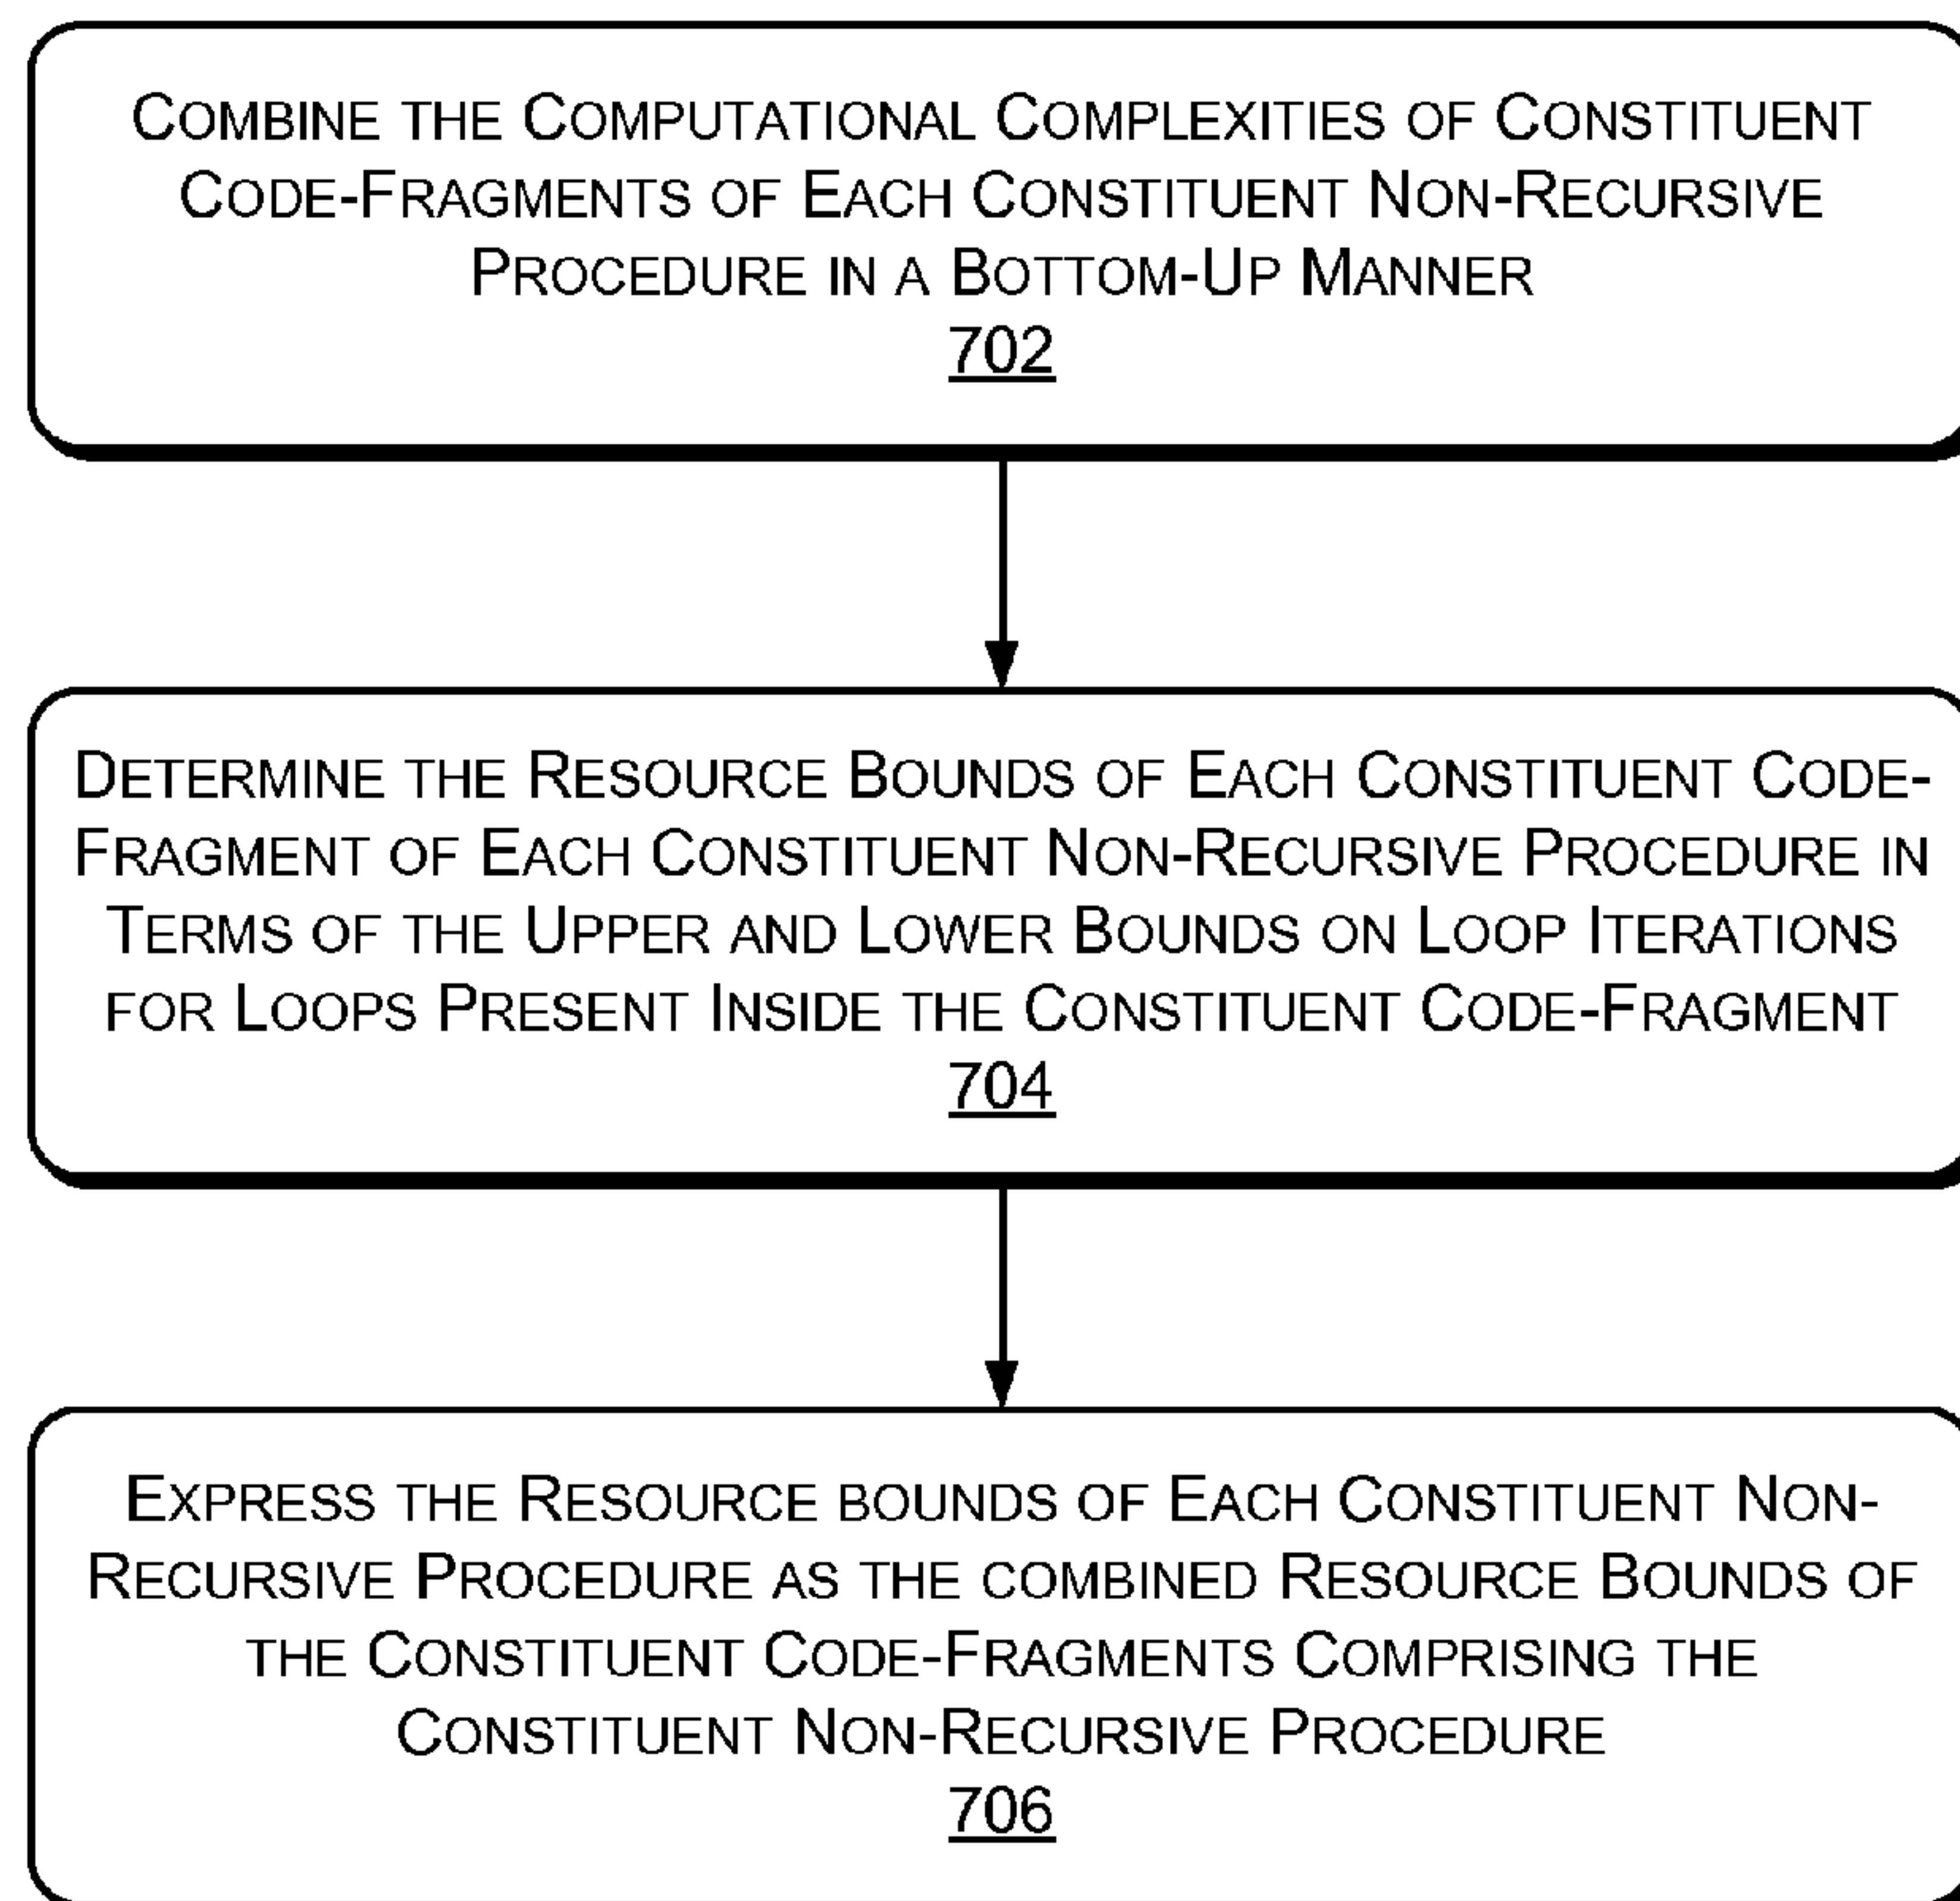 COMBINE THE COMPUTATIONAL COMPLEXITIES OF CONSTITUENT
CODE-FRAGMENTS OF EACH CONSTITUENT NON-RECURSIVE
PROCEDURE IN A BOTTOM-UP MANNER
702
DETERMINE THE RESOURCE BOUNDS OF EACH CONSTITUENT CODE-
FRAGMENT OF EACH CONSTITUENT NON-RECURSIVE PROCEDURE IN
TERMS OF THE UPPER AND LOWER BOUNDS ON LOOP ITERATIONS
FOR LOOPS PRESENT INSIDE THE CONSTITUENT CODE-FRAGMENT
704
EXPRESS THE RESOURCE BOUNDS OF EACH CONSTITUENT NON-
RECURSIVE PROCEDURE AS THE COMBINED RESOURCE BOUNDS OF
THE CONSTITUENT CODE-FRAGMENTS COMPRISING THE
CONSTITUENT NON-RECURSIVE PROCEDURE
706